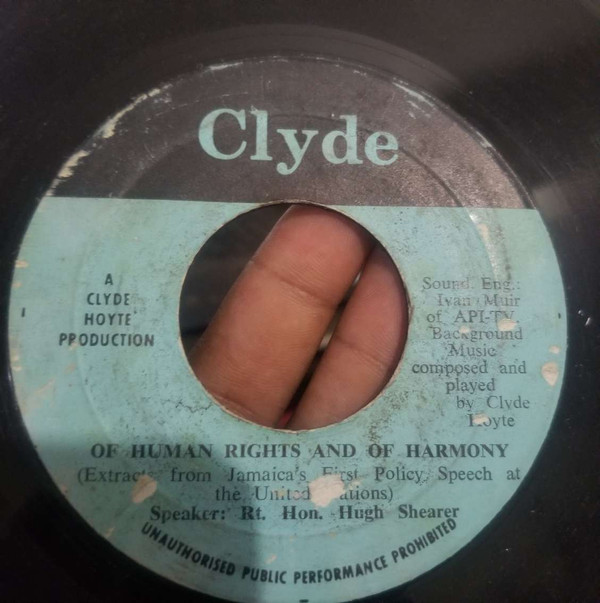 Clyde
A
CLYDE
HOYTE
PRODUCTION
Sound Eng.:
Ivan Muir
of API-TV.
Background
Music
composed and
played
by Clyde
Hoyte
OF HUMAN RIGHTS AND OF HARMONY
(Extracts from Jamaica's First Policy Speech at
the United Nations)
Speaker: Rt. Hon. Hugh Shearer
UNAUTHORISED PUBLIC PERFORMANCE PROHIBITED